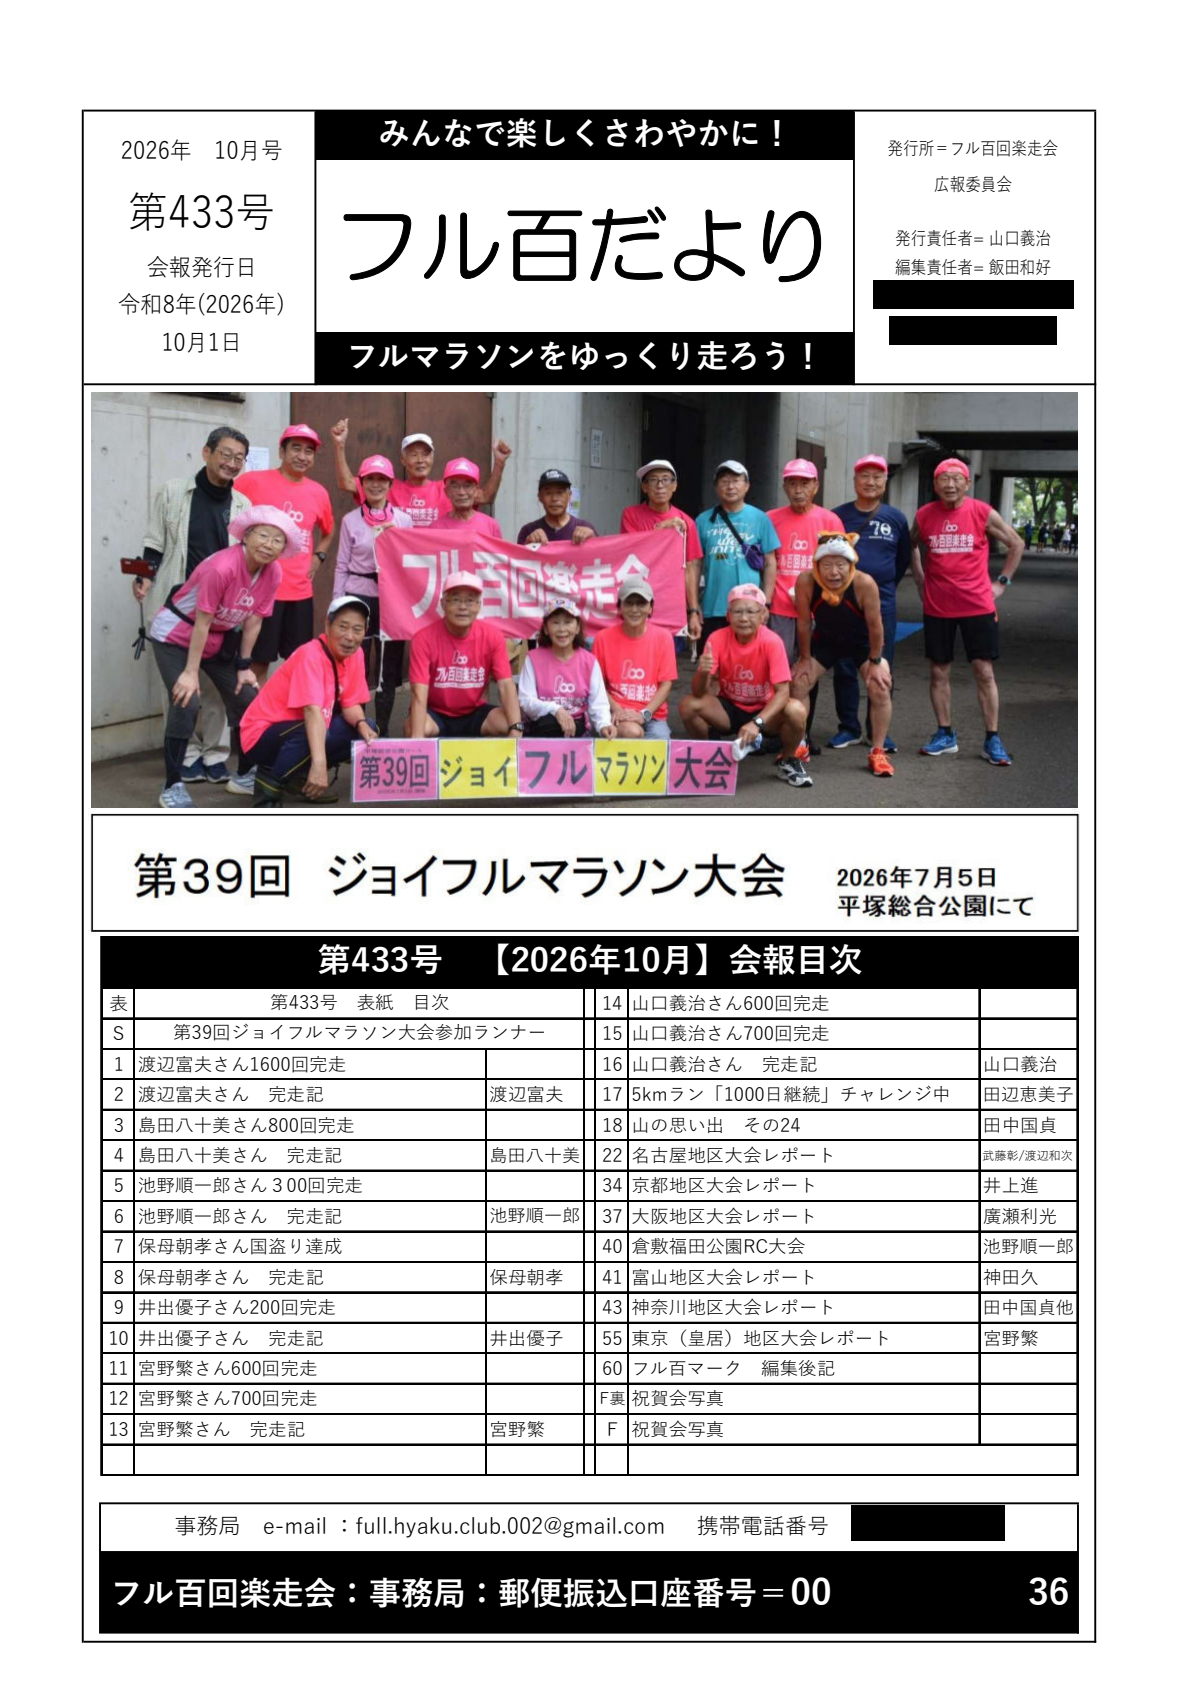 2026年　10月号
第433号
会報発行日
令和8年(2026年)
10月1日
みんなで楽しくさわやかに！
フル百だより
フルマラソンをゆっくり走ろう！
発行所＝フル百回楽走会
広報委員会
発行責任者= 山口義治
編集責任者= 飯田和好
フル百回楽走会
第39回 ジョイ フル マラソン 大会
第３９回　ジョイフルマラソン大会
2026年７月５日
平塚総合公園にて
第433号　【2026年10月】会報目次
表 第433号　表紙　目次
S 第39回ジョイフルマラソン大会参加ランナー
1 渡辺富夫さん1600回完走
2 渡辺富夫さん　完走記 渡辺富夫
3 島田八十美さん800回完走
4 島田八十美さん　完走記 島田八十美
5 池野順一郎さん３00回完走
6 池野順一郎さん　完走記 池野順一郎
7 保母朝孝さん国盗り達成
8 保母朝孝さん　完走記 保母朝孝
9 井出優子さん200回完走
10 井出優子さん　完走記 井出優子
11 宮野繁さん600回完走
12 宮野繁さん700回完走
13 宮野繁さん　完走記 宮野繁
14 山口義治さん600回完走
15 山口義治さん700回完走
16 山口義治さん　完走記 山口義治
17 5kmラン「1000日継続」チャレンジ中 田辺恵美子
18 山の思い出　その24 田中国貞
22 名古屋地区大会レポート 武藤彰/渡辺和次
34 京都地区大会レポート 井上進
37 大阪地区大会レポート 廣瀬利光
40 倉敷福田公園RC大会 池野順一郎
41 富山地区大会レポート 神田久
43 神奈川地区大会レポート 田中国貞他
55 東京（皇居）地区大会レポート 宮野繁
60 フル百マーク　編集後記
F裏 祝賀会写真
F 祝賀会写真
事務局　e-mail ：full.hyaku.club.002@gmail.com　携帯電話番号
フル百回楽走会：事務局：郵便振込口座番号＝00 36